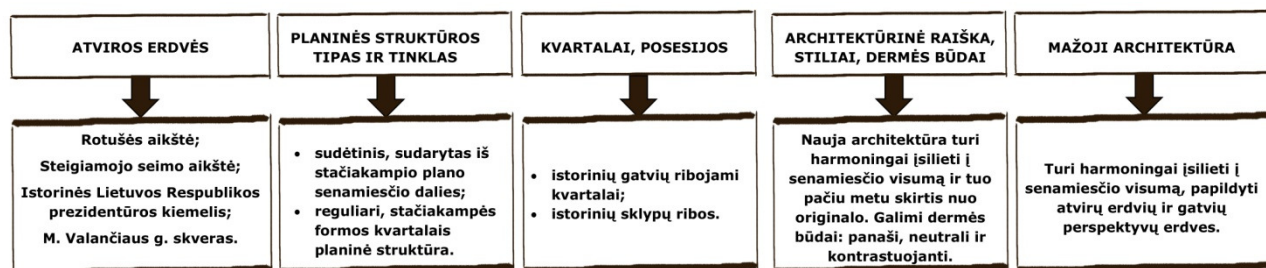 ATVIROS ERDVĖS
PLANINĖS STRUKTŪROS
TIPAS IR TINKLAS
KVARTALAI, POSESIJOS
ARCHITEKTŪRINĖ RAIŠKA,
STILIAI, DERMĖS BŪDAI
MAŽOJI ARCHITEKTŪRA
Rotušės aikštė;
Steigiamojo seimo aikštė;
Istorinės Lietuvos Respublikos
prezidentūros kiemelis;
M. Valančiaus g. skveras.
• sudėtinis, sudarytas iš
stačiakampio plano
senamiesčio dalies;
• reguliari, stačiakampės
formos kvartalais
planinė struktūra.
• istorinių gatvių ribojami
kvartalai;
• istorinių sklypų ribos.
Nauja architektūra turi
harmoningai įsilieti į
senamiesčio visumą ir tuo
pačiu metu skirtis nuo
originalo. Galimi dermės
būdai: panaši, neutrali ir
kontrastuojanti.
Turi harmoningai įsilieti į
senamiesčio visumą, papildyti
atvirų erdvių ir gatvių
perspektyvų erdves.